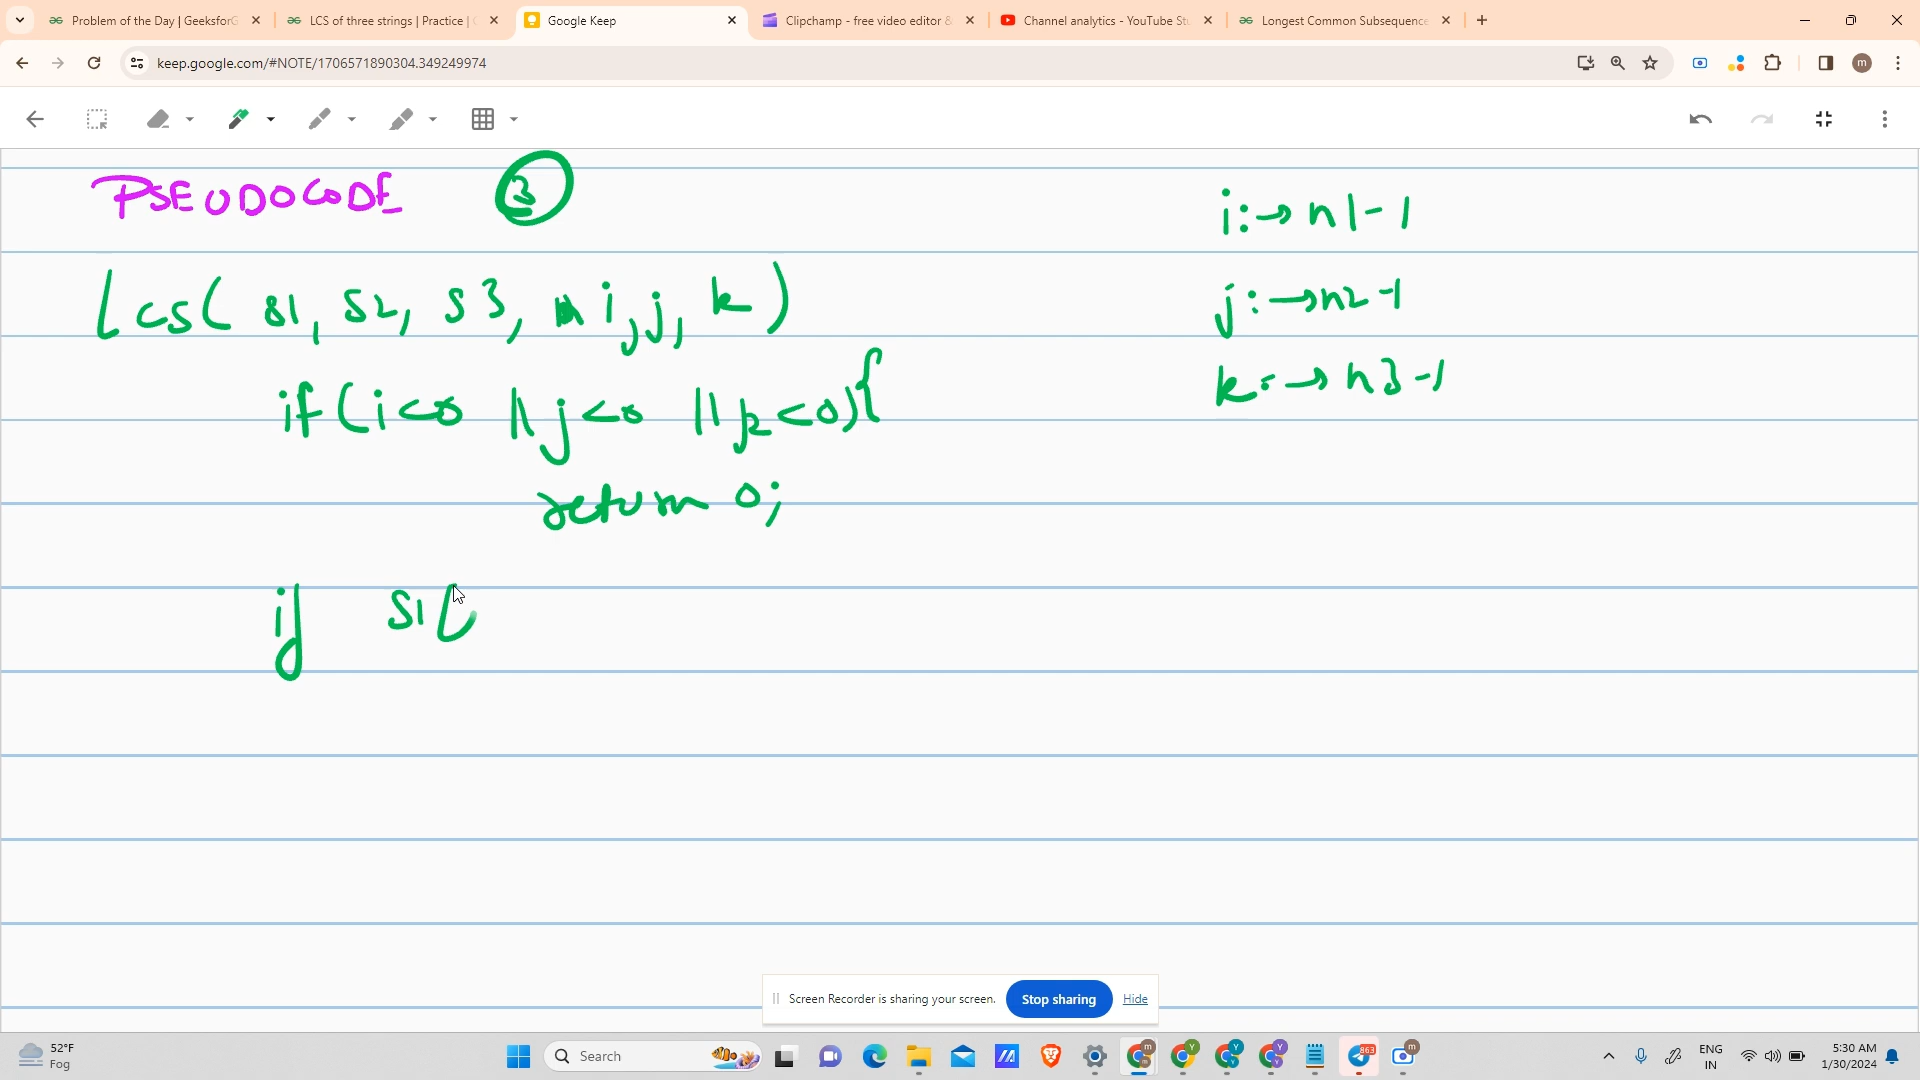 Problem of the Day | GeeksforG
LCS of three strings | Practice | G
Google Keep
Clipchamp - free video editor &
Channel analytics - YouTube Stu
Longest Common Subsequence
keep.google.com/#NOTE/1706571890304.349249974
m
PSEUDOCODE 3
i: → n1-1
LCS( s1, s2, s3, i, j, k )
j: → n2-1
if (i<0 || j<0 || k<0){
k: → n3-1
return 0;
if s1[
Screen Recorder is sharing your screen.
Stop sharing
Hide
52°F
Fog
Search
863
ENG
IN
5:30 AM
1/30/2024